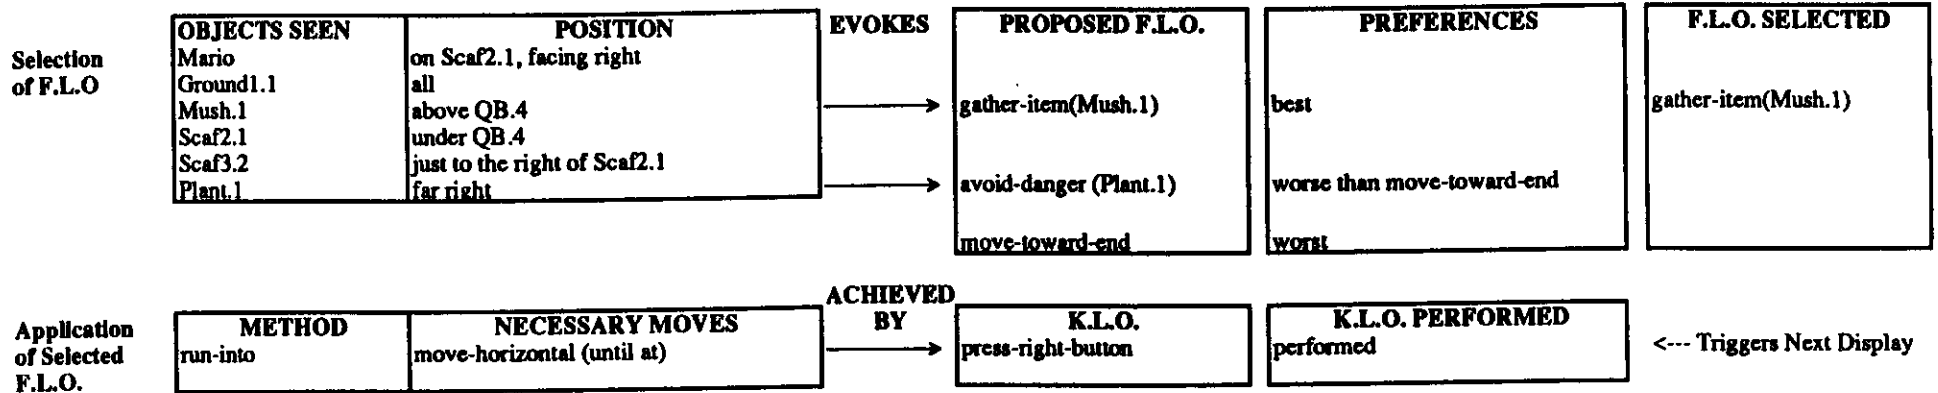 OBJECTS SEEN POSITION EVOKES PROPOSED F.L.O. PREFERENCES F.L.O. SELECTED
Selection Mario on Scaf2.1, facing right
of F.L.O Ground1.1 all
Mush.1 above QB.4 gather-item(Mush.1) best gather-item(Mush.1)
Scaf2.1 under QB.4
Scaf3.2 just to the right of Scaf2.1
Plant.1 far right avoid-danger (Plant.1) worse than move-toward-end
move-toward-end worst
ACHIEVED
Application METHOD NECESSARY MOVES BY K.L.O. K.L.O. PERFORMED
of Selected run-into move-horizontal (until at) press-right-button performed <--- Triggers Next Display
F.L.O.